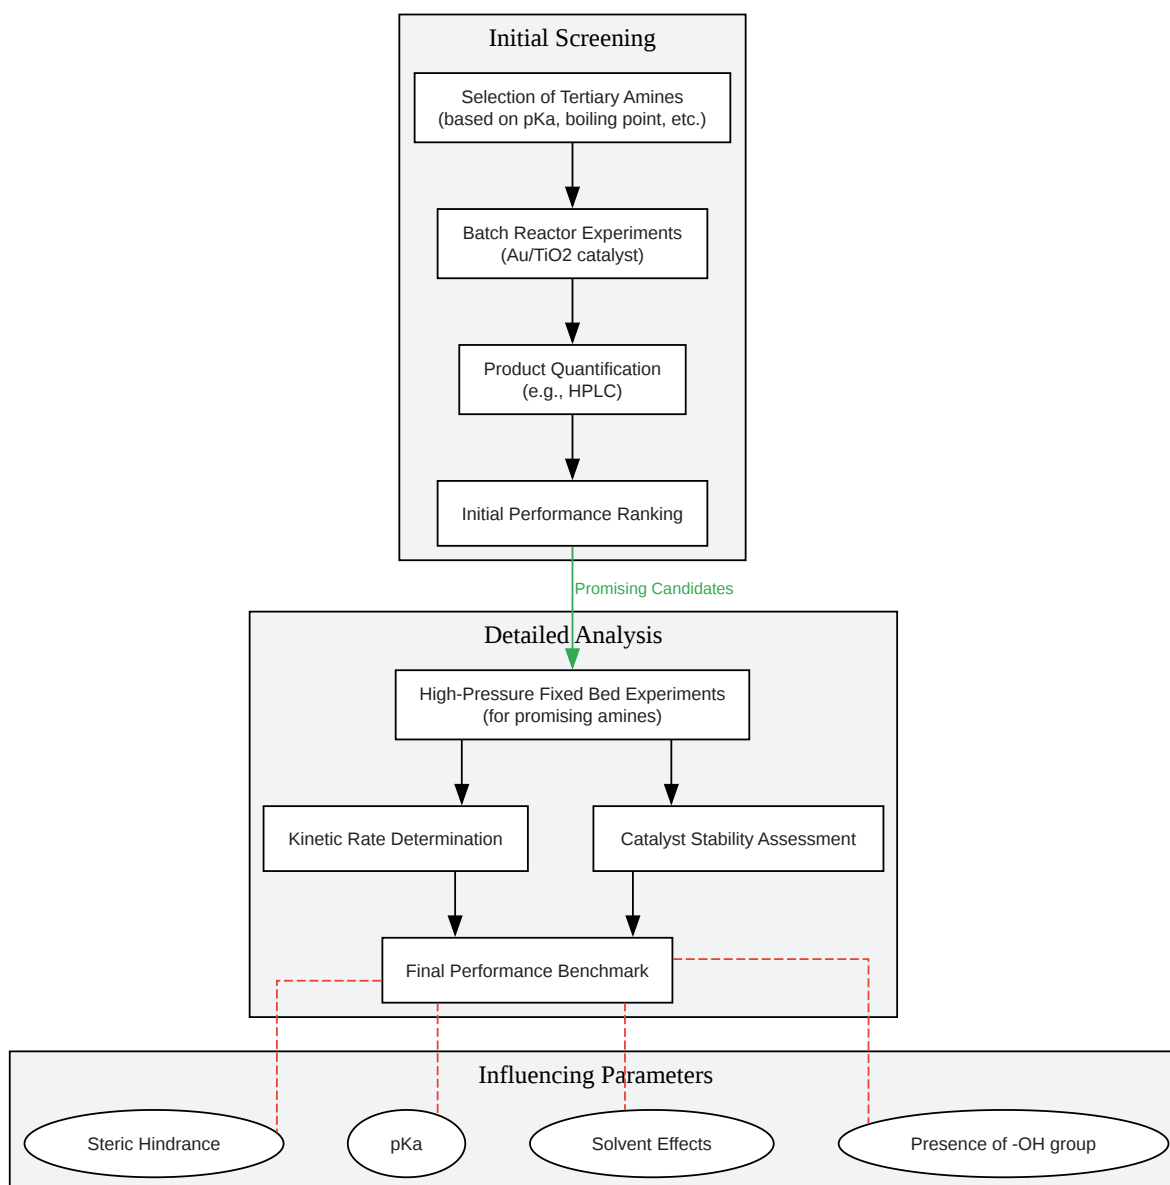 Initial Screening
Selection of Tertiary Amines
(based on pKa, boiling point, etc.)
Batch Reactor Experiments
(Au/TiO2 catalyst)
Product Quantification
(e.g., HPLC)
Initial Performance Ranking
Promising Candidates
Detailed Analysis
High-Pressure Fixed Bed Experiments
(for promising amines)
Kinetic Rate Determination
Catalyst Stability Assessment
Final Performance Benchmark
Influencing Parameters
Steric Hindrance
pKa
Solvent Effects
Presence of -OH group